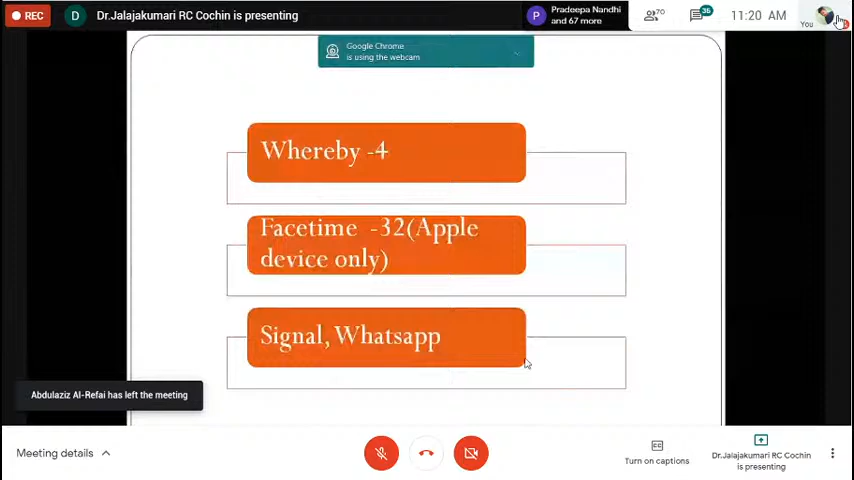 REC
D
Dr.Jalajakumari RC Cochin is presenting
P
Pradeepa Nandhi
and 67 more
70
36
11:20 AM
You
Google Chrome
is using the webcam
Whereby -4
Facetime -32(Apple
device only)
Signal, Whatsapp
Abdulaziz Al-Refai has left the meeting
Meeting details
Turn on captions
Dr.Jalajakumari RC Cochin
is presenting